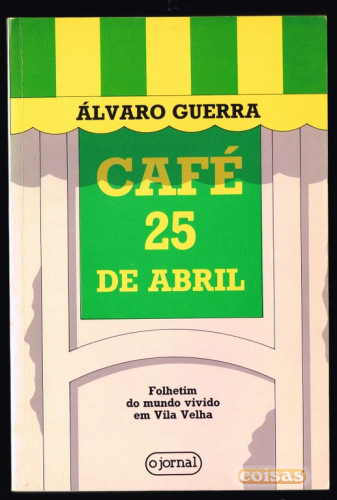 ÁLVARO GUERRA
CAFÉ
25
DE ABRIL
Folhetim
do mundo vivido
em Vila Velha
o jornal
coisas